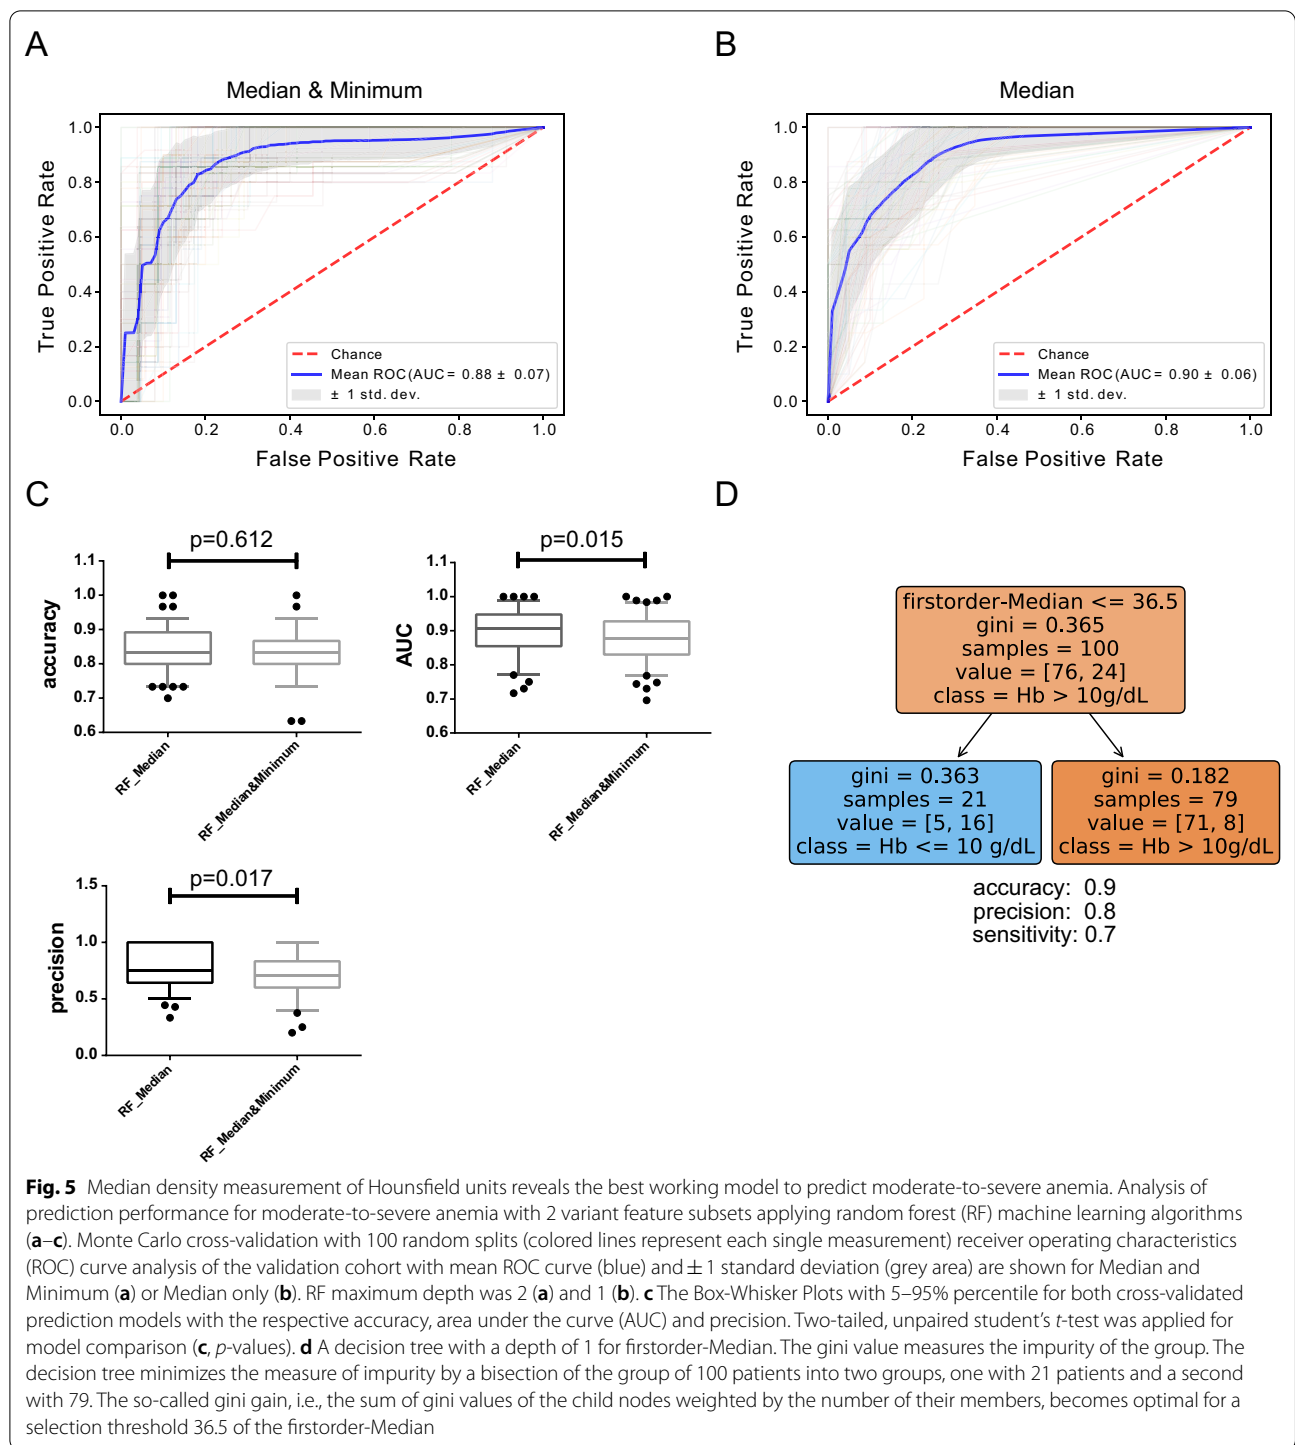 A
Median & Minimum
True Positive Rate
1.0
0.8
0.6
0.4
0.2
0.0
Chance
Mean ROC(AUC = 0.88 ± 0.07)
± 1 std. dev.
0.0 0.2 0.4 0.6 0.8 1.0
False Positive Rate
B
Median
True Positive Rate
1.0
0.8
0.6
0.4
0.2
0.0
Chance
Mean ROC(AUC = 0.90 ± 0.06)
± 1 std. dev.
0.0 0.2 0.4 0.6 0.8 1.0
False Positive Rate
C
p=0.612
accuracy
1.1
1.0
0.9
0.8
0.7
0.6
RF_Median
RF_Median&Minimum
p=0.015
AUC
1.1
1.0
0.9
0.8
0.7
0.6
RF_Median
RF_Median&Minimum
p=0.017
precision
1.5
1.0
0.5
0.0
RF_Median
RF_Median&Minimum
D
firstorder-Median <= 36.5
gini = 0.365
samples = 100
value = [76, 24]
class = Hb > 10g/dL
gini = 0.363
samples = 21
value = [5, 16]
class = Hb <= 10 g/dL
gini = 0.182
samples = 79
value = [71, 8]
class = Hb > 10g/dL
accuracy: 0.9
precision: 0.8
sensitivity: 0.7
Fig. 5 Median density measurement of Hounsfield units reveals the best working model to predict moderate-to-severe anemia. Analysis of
prediction performance for moderate-to-severe anemia with 2 variant feature subsets applying random forest (RF) machine learning algorithms
(a–c). Monte Carlo cross-validation with 100 random splits (colored lines represent each single measurement) receiver operating characteristics
(ROC) curve analysis of the validation cohort with mean ROC curve (blue) and ± 1 standard deviation (grey area) are shown for Median and
Minimum (a) or Median only (b). RF maximum depth was 2 (a) and 1 (b). c The Box-Whisker Plots with 5–95% percentile for both cross-validated
prediction models with the respective accuracy, area under the curve (AUC) and precision. Two-tailed, unpaired student's t-test was applied for
model comparison (c, p-values). d A decision tree with a depth of 1 for firstorder-Median. The gini value measures the impurity of the group. The
decision tree minimizes the measure of impurity by a bisection of the group of 100 patients into two groups, one with 21 patients and a second
with 79. The so-called gini gain, i.e., the sum of gini values of the child nodes weighted by the number of their members, becomes optimal for a
selection threshold 36.5 of the firstorder-Median